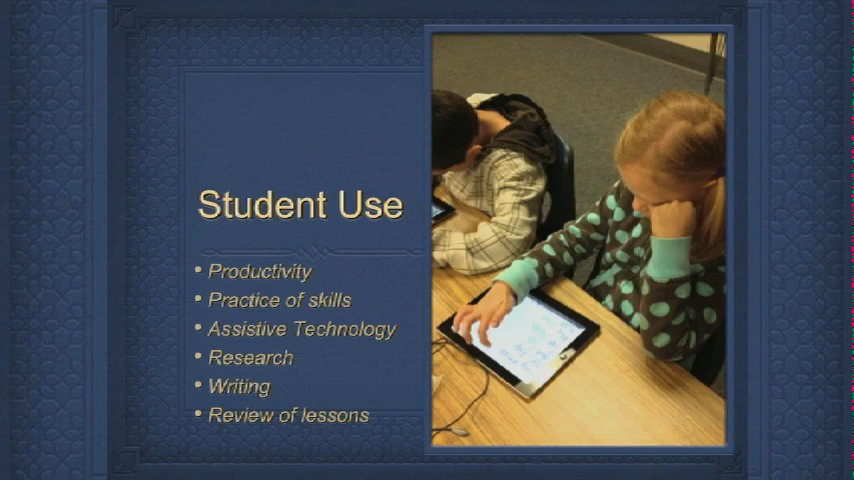 Student Use
• Productivity
• Practice of skills
• Assistive Technology
• Research
• Writing
• Review of lessons